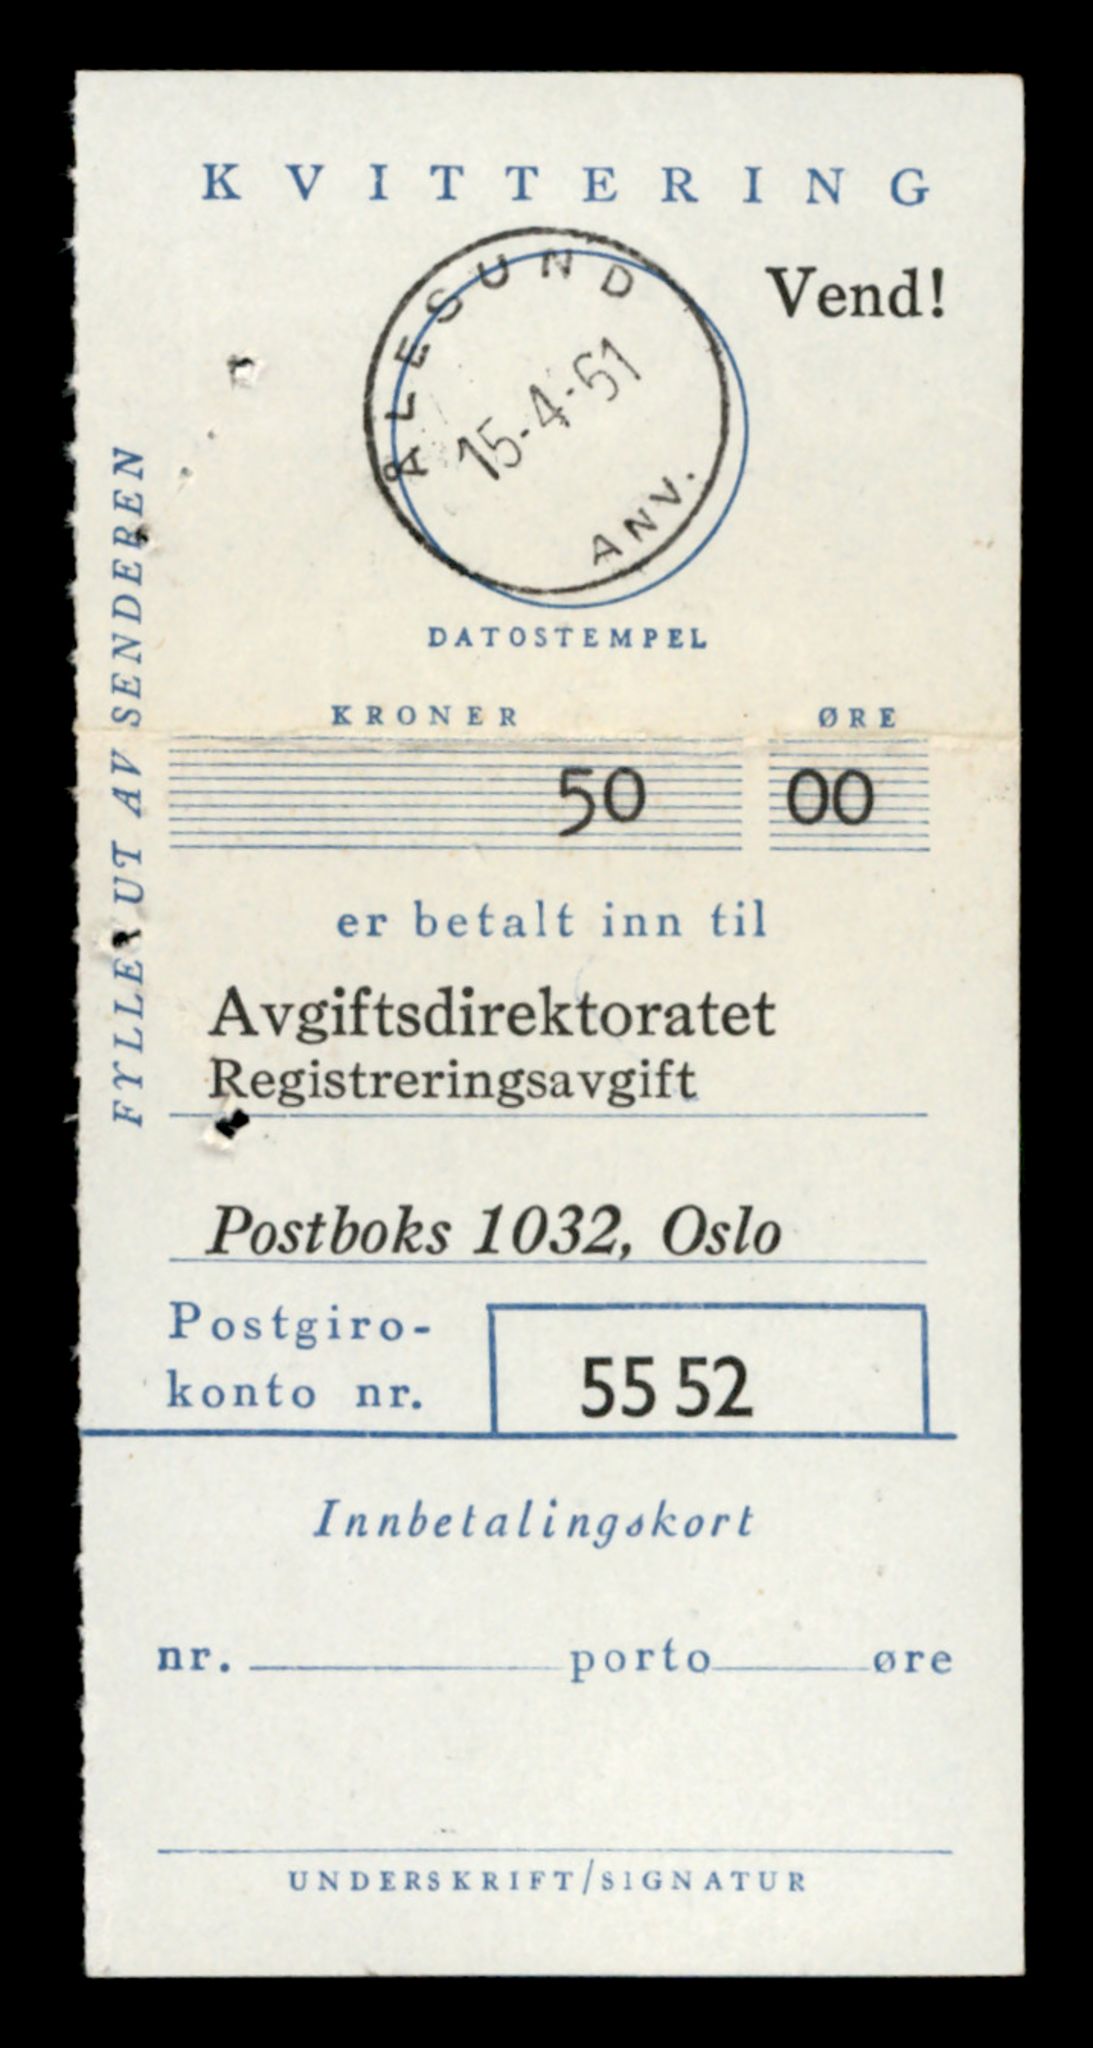 KVITTERING
Vend!
ÅLESUND
15-4-61
ANV.
DATOSTEMPEL
FYLLES UT AV SENDEREN
KRONER ØRE
50 00
er betalt inn til
Avgiftsdirektoratet
Registreringsavgift
Postboks 1032, Oslo
Postgiro-
konto nr. 55 52
Innbetalingskort
nr. porto øre
UNDERSKRIFT/SIGNATUR